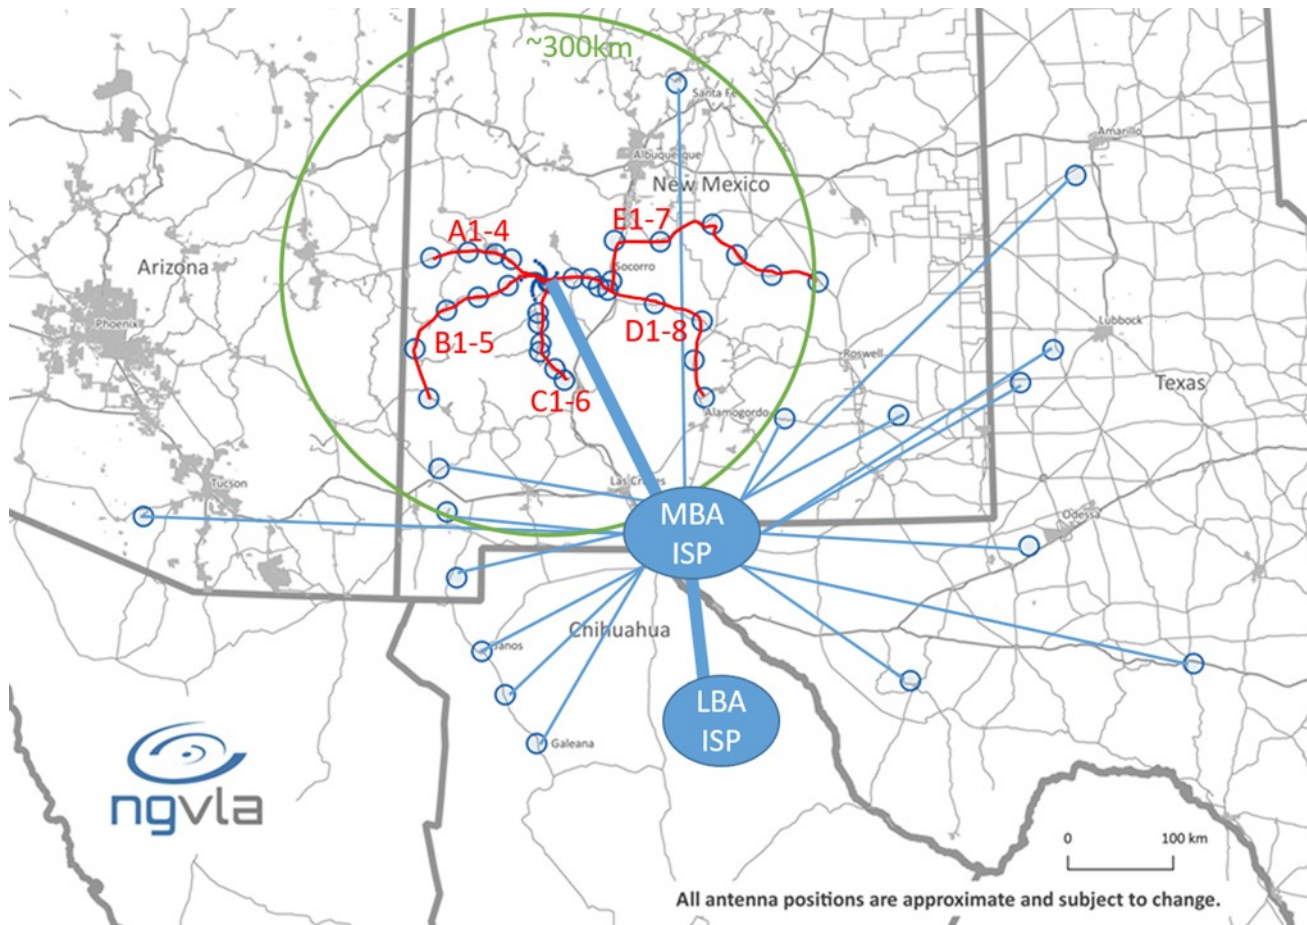 ~300km
Santa Fe
Amarillo
Albuquerque
New Mexico
A1-4
E1-7
Socorro
Arizona
Phoenix
B1-5
D1-8
Lubbock
Roswell
Texas
C1-6
Alamogordo
Tucson
Las Cruces
MBA
ISP
Odessa
Chihuahua
Janos
LBA
ISP
Galeana
ngvla
0 100 km
All antenna positions are approximate and subject to change.